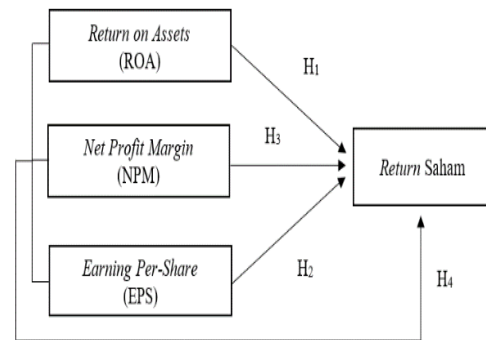 Return on Assets
(ROA)
H1
Net Profit Margin
(NPM)
H3
Return Saham
Earning Per-Share
(EPS)
H2
H4